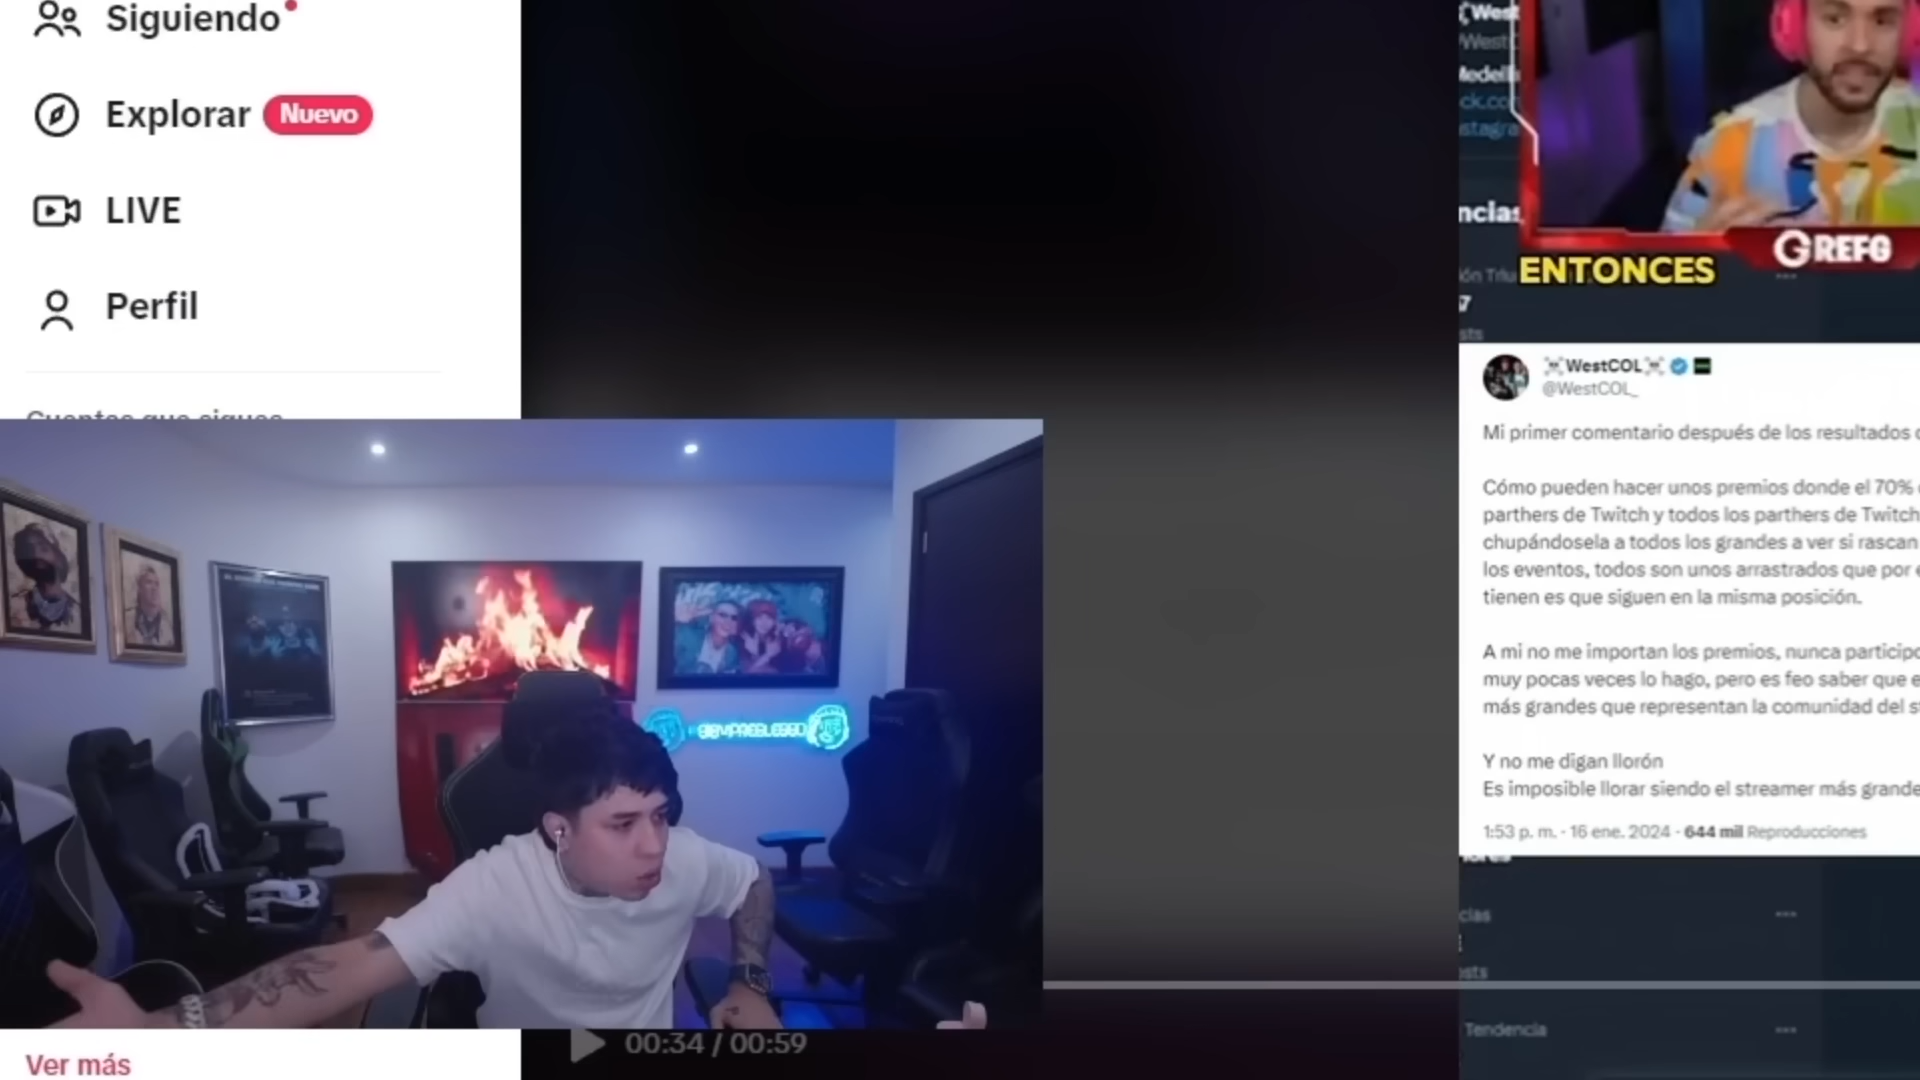 Siguiendo
Explorar Nuevo
LIVE
Perfil
Cuentas que sigues
Ver más
00:34 / 00:59
GREFG
ENTONCES
WestCOL
@WestCOL_
Mi primer comentario después de los resultados
Cómo pueden hacer unos premios donde el 70%
parthers de Twitch y todos los parthers de Twitch
chupándosela a todos los grandes a ver si rascan
los eventos, todos son unos arrastrados que por
tienen es que siguen en la misma posición.
A mi no me importan los premios, nunca particip
muy pocas veces lo hago, pero es feo saber que
más grandes que representan la comunidad del
Y no me digan llorón
Es imposible llorar siendo el streamer más grande
1:53 p. m. · 16 ene. 2024 · 644 mil Reproducciones
Tendencia